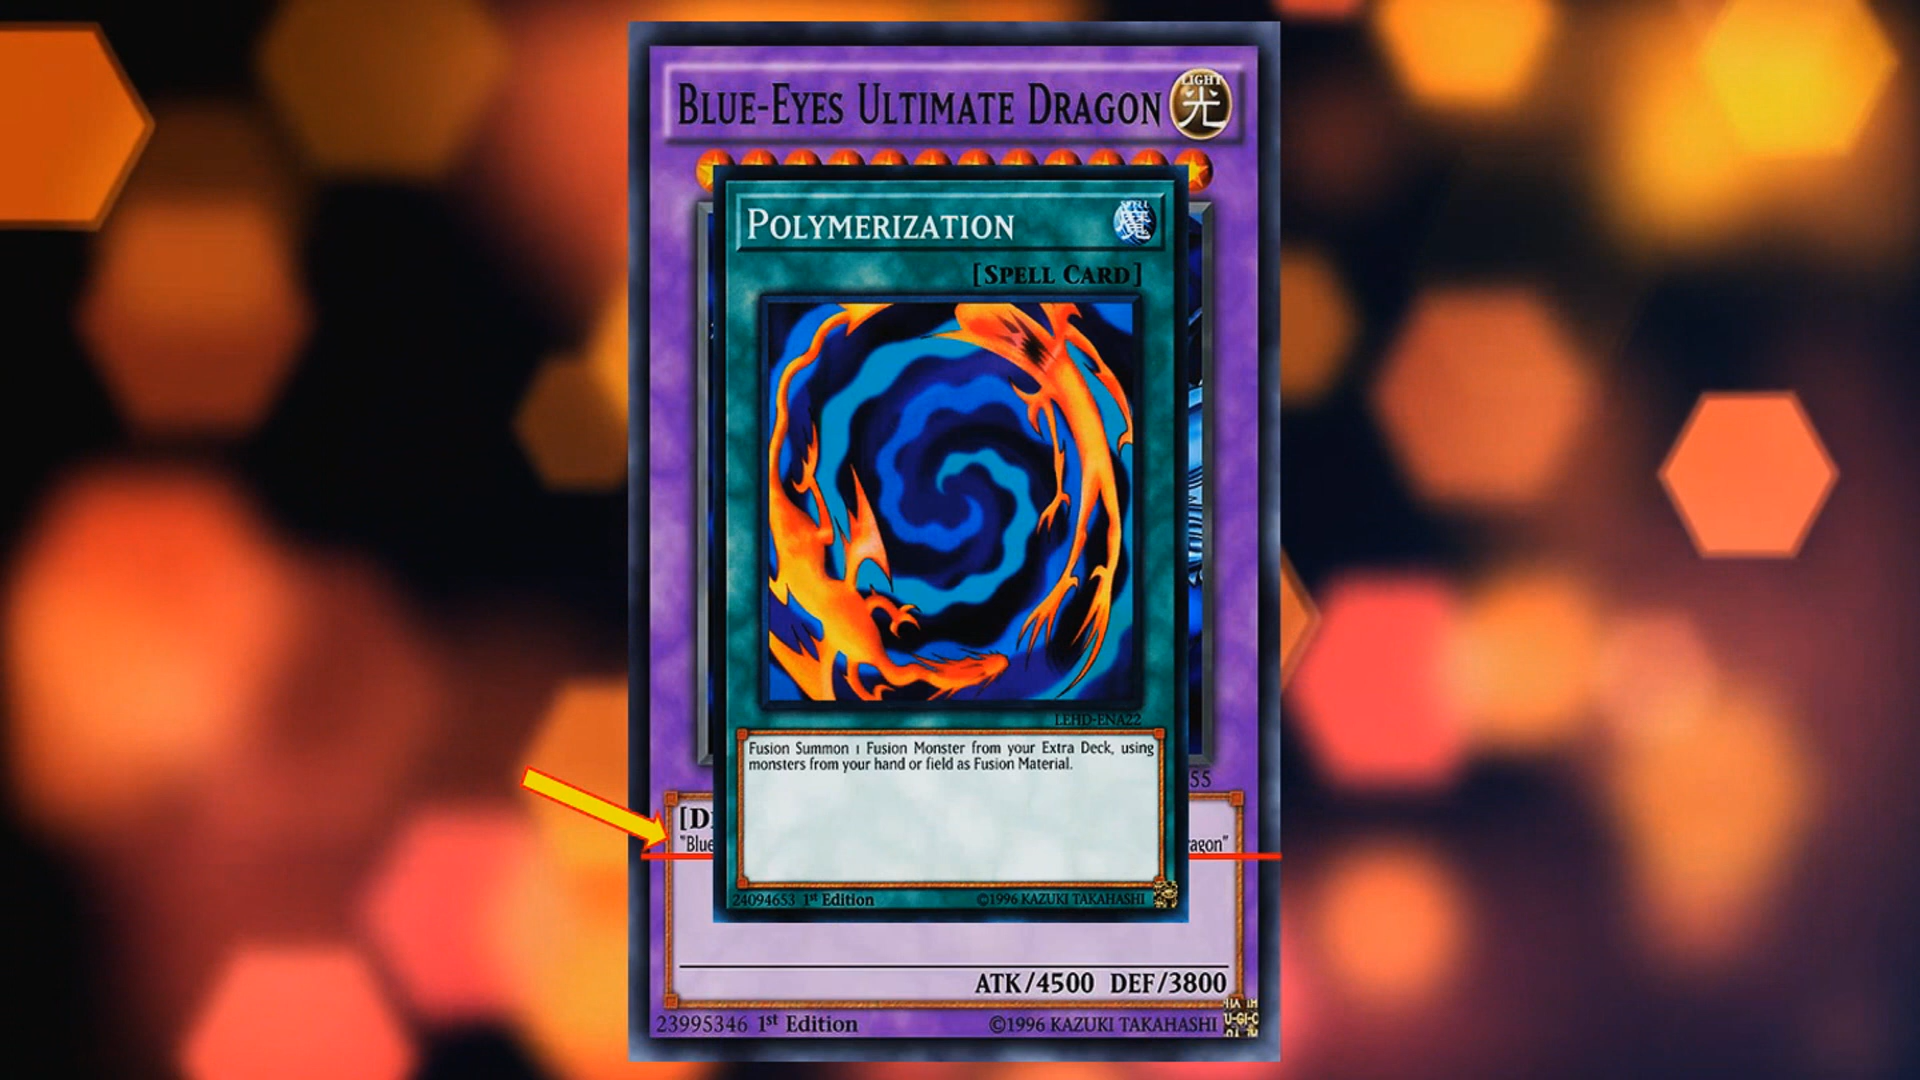 BLUE-EYES ULTIMATE DRAGON
LIGHT
光
POLYMERIZATION
魔
[SPELL CARD]
LEHD-ENA22
Fusion Summon 1 Fusion Monster from your Extra Deck, using
monsters from your hand or field as Fusion Material.
24094653 1st Edition
©1996 KAZUKI TAKAHASHI
55
[D
"Blue
ragon"
ATK/4500 DEF/3800
23995346 1st Edition
©1996 KAZUKI TAKAHASHI